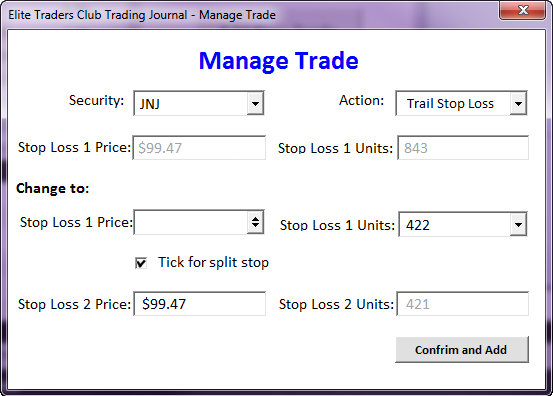 Elite Traders Club Trading Journal - Manage Trade
Manage Trade
Security: JNJ Action: Trail Stop Loss
Stop Loss 1 Price: $99.47 Stop Loss 1 Units: 843
Change to:
Stop Loss 1 Price: Stop Loss 1 Units: 422
Tick for split stop
Stop Loss 2 Price: $99.47 Stop Loss 2 Units: 421
Confrim and Add